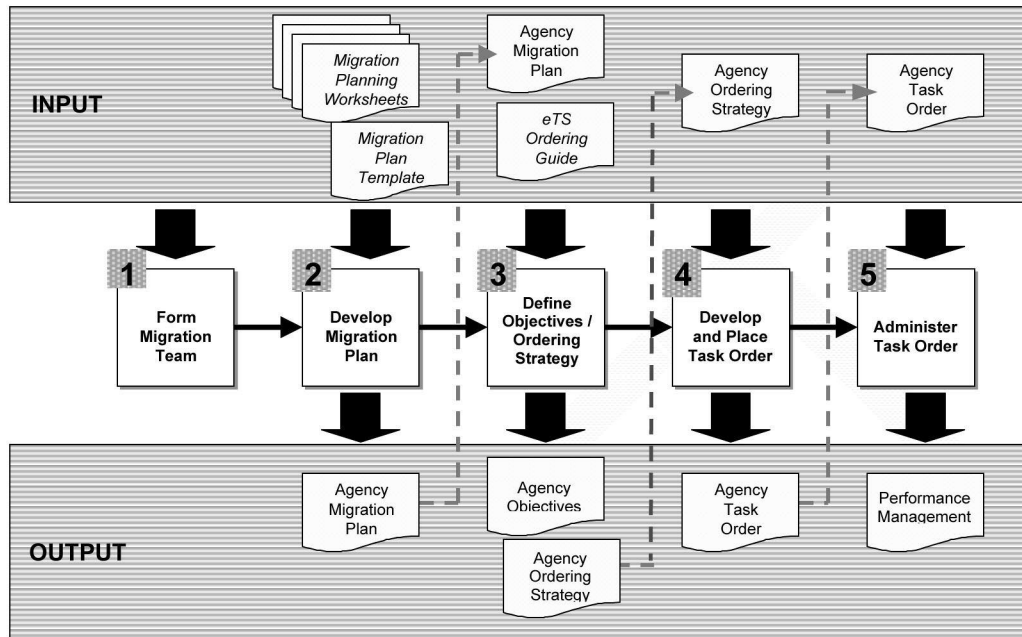 INPUT
Migration
Planning
Worksheets
Migration
Plan
Template
Agency
Migration
Plan
eTS
Ordering
Guide
Agency
Ordering
Strategy
Agency
Task
Order
1
Form
Migration
Team
2
Develop
Migration
Plan
3
Define
Objectives /
Ordering
Strategy
4
Develop
and Place
Task Order
5
Administer
Task Order
OUTPUT
Agency
Migration
Plan
Agency
Objectives
Agency
Ordering
Strategy
Agency
Task
Order
Performance
Management